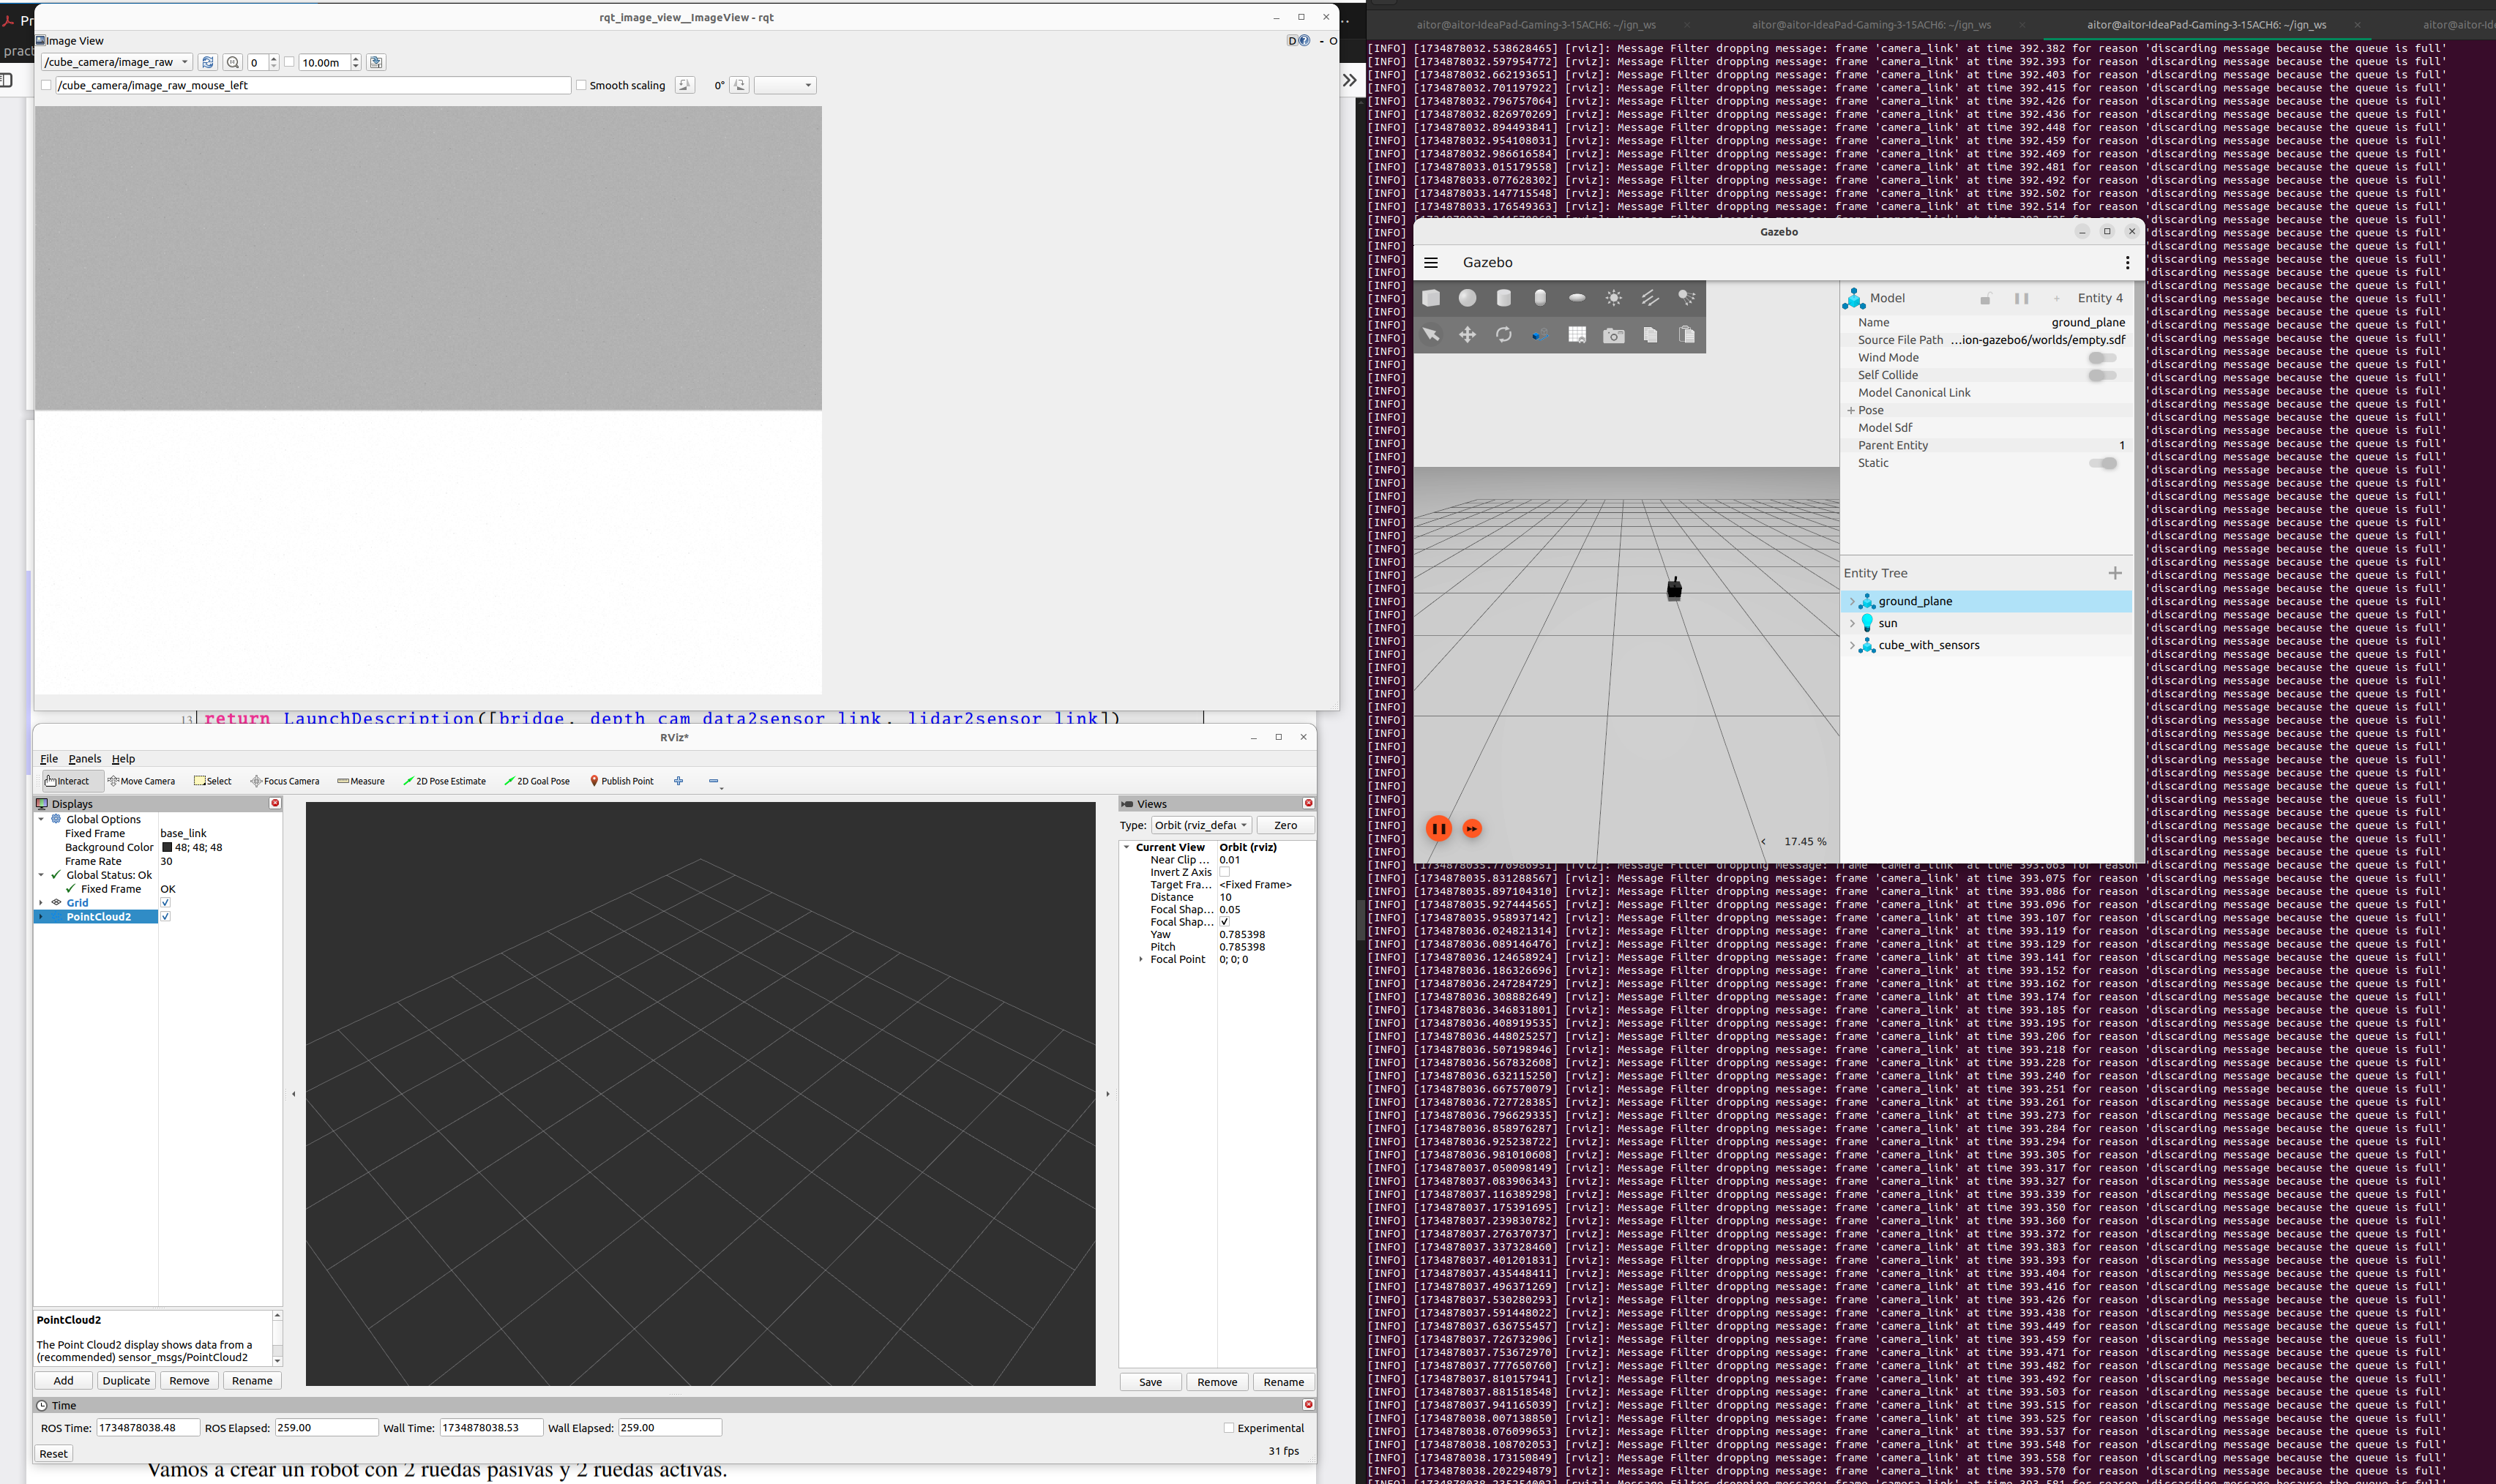 rqt_image_view__ImageView - rqt
Image View
/cube_camera/image_raw
0
10.00m
/cube_camera/image_raw_mouse_left
Smooth scaling
0°
13 return LaunchDescription([bridge, depth_cam_data2sensor_link, lidar2sensor_link])
RViz*
File Panels Help
Interact Move Camera Select Focus Camera Measure 2D Pose Estimate 2D Goal Pose Publish Point
Displays
Global Options
Fixed Frame base_link
Background Color 48; 48; 48
Frame Rate 30
Global Status: Ok
Fixed Frame OK
Grid
PointCloud2
PointCloud2
The Point Cloud2 display shows data from a
(recommended) sensor_msgs/PointCloud2
Add Duplicate Remove Rename
Views
Type: Orbit (rviz_defau Zero
Current View Orbit (rviz)
Near Clip ... 0.01
Invert Z Axis
Target Fra... <Fixed Frame>
Distance 10
Focal Shap... 0.05
Focal Shap...
Yaw 0.785398
Pitch 0.785398
Focal Point 0; 0; 0
Save Remove Rename
Time
ROS Time: 1734878038.48 ROS Elapsed: 259.00 Wall Time: 1734878038.53 Wall Elapsed: 259.00 Experimental
Reset
31 fps
Vamos a crear un robot con 2 ruedas pasivas y 2 ruedas activas.
aitor@aitor-IdeaPad-Gaming-3-15ACH6: ~/ign_ws
aitor@aitor-IdeaPad-Gaming-3-15ACH6: ~/ign_ws
aitor@aitor-IdeaPad-Gaming-3-15ACH6: ~/ign_ws
[INFO] [1734878032.538628465] [rviz]: Message Filter dropping message: frame 'camera_link' at time 392.382 for reason 'discarding message because the queue is full'
[INFO] [1734878032.597954772] [rviz]: Message Filter dropping message: frame 'camera_link' at time 392.393 for reason 'discarding message because the queue is full'
[INFO] [1734878032.662193651] [rviz]: Message Filter dropping message: frame 'camera_link' at time 392.403 for reason 'discarding message because the queue is full'
[INFO] [1734878032.701197922] [rviz]: Message Filter dropping message: frame 'camera_link' at time 392.415 for reason 'discarding message because the queue is full'
[INFO] [1734878032.796757064] [rviz]: Message Filter dropping message: frame 'camera_link' at time 392.426 for reason 'discarding message because the queue is full'
[INFO] [1734878032.826970269] [rviz]: Message Filter dropping message: frame 'camera_link' at time 392.436 for reason 'discarding message because the queue is full'
[INFO] [1734878032.894493841] [rviz]: Message Filter dropping message: frame 'camera_link' at time 392.448 for reason 'discarding message because the queue is full'
[INFO] [1734878032.954108031] [rviz]: Message Filter dropping message: frame 'camera_link' at time 392.459 for reason 'discarding message because the queue is full'
[INFO] [1734878032.986616584] [rviz]: Message Filter dropping message: frame 'camera_link' at time 392.469 for reason 'discarding message because the queue is full'
[INFO] [1734878033.015179558] [rviz]: Message Filter dropping message: frame 'camera_link' at time 392.481 for reason 'discarding message because the queue is full'
[INFO] [1734878033.077628302] [rviz]: Message Filter dropping message: frame 'camera_link' at time 392.492 for reason 'discarding message because the queue is full'
[INFO] [1734878033.147715548] [rviz]: Message Filter dropping message: frame 'camera_link' at time 392.502 for reason 'discarding message because the queue is full'
[INFO] [1734878033.176549363] [rviz]: Message Filter dropping message: frame 'camera_link' at time 392.514 for reason 'discarding message because the queue is full'
Gazebo
Gazebo
Model Entity 4
Name ground_plane
Source File Path ...ion-gazebo6/worlds/empty.sdf
Wind Mode
Self Collide
Model Canonical Link
Pose
Model Sdf
Parent Entity 1
Static
Entity Tree
ground_plane
sun
cube_with_sensors
17.45 %
[INFO] [1734878035.831288567] [rviz]: Message Filter dropping message: frame 'camera_link' at time 393.075 for reason 'discarding message because the queue is full'
[INFO] [1734878035.897104310] [rviz]: Message Filter dropping message: frame 'camera_link' at time 393.086 for reason 'discarding message because the queue is full'
[INFO] [1734878035.927444565] [rviz]: Message Filter dropping message: frame 'camera_link' at time 393.096 for reason 'discarding message because the queue is full'
[INFO] [1734878035.958937142] [rviz]: Message Filter dropping message: frame 'camera_link' at time 393.107 for reason 'discarding message because the queue is full'
[INFO] [1734878036.024821314] [rviz]: Message Filter dropping message: frame 'camera_link' at time 393.119 for reason 'discarding message because the queue is full'
[INFO] [1734878036.089146476] [rviz]: Message Filter dropping message: frame 'camera_link' at time 393.129 for reason 'discarding message because the queue is full'
[INFO] [1734878036.124658924] [rviz]: Message Filter dropping message: frame 'camera_link' at time 393.141 for reason 'discarding message because the queue is full'
[INFO] [1734878036.186326696] [rviz]: Message Filter dropping message: frame 'camera_link' at time 393.152 for reason 'discarding message because the queue is full'
[INFO] [1734878036.247284729] [rviz]: Message Filter dropping message: frame 'camera_link' at time 393.162 for reason 'discarding message because the queue is full'
[INFO] [1734878036.308882649] [rviz]: Message Filter dropping message: frame 'camera_link' at time 393.174 for reason 'discarding message because the queue is full'
[INFO] [1734878036.346831801] [rviz]: Message Filter dropping message: frame 'camera_link' at time 393.185 for reason 'discarding message because the queue is full'
[INFO] [1734878036.408919535] [rviz]: Message Filter dropping message: frame 'camera_link' at time 393.195 for reason 'discarding message because the queue is full'
[INFO] [1734878036.448025257] [rviz]: Message Filter dropping message: frame 'camera_link' at time 393.206 for reason 'discarding message because the queue is full'
[INFO] [1734878036.507198946] [rviz]: Message Filter dropping message: frame 'camera_link' at time 393.218 for reason 'discarding message because the queue is full'
[INFO] [1734878036.567832608] [rviz]: Message Filter dropping message: frame 'camera_link' at time 393.228 for reason 'discarding message because the queue is full'
[INFO] [1734878036.632115250] [rviz]: Message Filter dropping message: frame 'camera_link' at time 393.240 for reason 'discarding message because the queue is full'
[INFO] [1734878036.667570079] [rviz]: Message Filter dropping message: frame 'camera_link' at time 393.251 for reason 'discarding message because the queue is full'
[INFO] [1734878036.727728385] [rviz]: Message Filter dropping message: frame 'camera_link' at time 393.261 for reason 'discarding message because the queue is full'
[INFO] [1734878036.796629335] [rviz]: Message Filter dropping message: frame 'camera_link' at time 393.273 for reason 'discarding message because the queue is full'
[INFO] [1734878036.858976287] [rviz]: Message Filter dropping message: frame 'camera_link' at time 393.284 for reason 'discarding message because the queue is full'
[INFO] [1734878036.925238722] [rviz]: Message Filter dropping message: frame 'camera_link' at time 393.294 for reason 'discarding message because the queue is full'
[INFO] [1734878036.981010608] [rviz]: Message Filter dropping message: frame 'camera_link' at time 393.305 for reason 'discarding message because the queue is full'
[INFO] [1734878037.050098149] [rviz]: Message Filter dropping message: frame 'camera_link' at time 393.317 for reason 'discarding message because the queue is full'
[INFO] [1734878037.083906343] [rviz]: Message Filter dropping message: frame 'camera_link' at time 393.327 for reason 'discarding message because the queue is full'
[INFO] [1734878037.116389298] [rviz]: Message Filter dropping message: frame 'camera_link' at time 393.339 for reason 'discarding message because the queue is full'
[INFO] [1734878037.175391695] [rviz]: Message Filter dropping message: frame 'camera_link' at time 393.350 for reason 'discarding message because the queue is full'
[INFO] [1734878037.239830782] [rviz]: Message Filter dropping message: frame 'camera_link' at time 393.360 for reason 'discarding message because the queue is full'
[INFO] [1734878037.276370737] [rviz]: Message Filter dropping message: frame 'camera_link' at time 393.372 for reason 'discarding message because the queue is full'
[INFO] [1734878037.337328460] [rviz]: Message Filter dropping message: frame 'camera_link' at time 393.383 for reason 'discarding message because the queue is full'
[INFO] [1734878037.401201831] [rviz]: Message Filter dropping message: frame 'camera_link' at time 393.393 for reason 'discarding message because the queue is full'
[INFO] [1734878037.435448411] [rviz]: Message Filter dropping message: frame 'camera_link' at time 393.404 for reason 'discarding message because the queue is full'
[INFO] [1734878037.496371269] [rviz]: Message Filter dropping message: frame 'camera_link' at time 393.416 for reason 'discarding message because the queue is full'
[INFO] [1734878037.530280293] [rviz]: Message Filter dropping message: frame 'camera_link' at time 393.426 for reason 'discarding message because the queue is full'
[INFO] [1734878037.591448022] [rviz]: Message Filter dropping message: frame 'camera_link' at time 393.438 for reason 'discarding message because the queue is full'
[INFO] [1734878037.636755457] [rviz]: Message Filter dropping message: frame 'camera_link' at time 393.449 for reason 'discarding message because the queue is full'
[INFO] [1734878037.726732906] [rviz]: Message Filter dropping message: frame 'camera_link' at time 393.459 for reason 'discarding message because the queue is full'
[INFO] [1734878037.753672970] [rviz]: Message Filter dropping message: frame 'camera_link' at time 393.471 for reason 'discarding message because the queue is full'
[INFO] [1734878037.777650760] [rviz]: Message Filter dropping message: frame 'camera_link' at time 393.482 for reason 'discarding message because the queue is full'
[INFO] [1734878037.810157941] [rviz]: Message Filter dropping message: frame 'camera_link' at time 393.492 for reason 'discarding message because the queue is full'
[INFO] [1734878037.881518548] [rviz]: Message Filter dropping message: frame 'camera_link' at time 393.503 for reason 'discarding message because the queue is full'
[INFO] [1734878037.941165039] [rviz]: Message Filter dropping message: frame 'camera_link' at time 393.515 for reason 'discarding message because the queue is full'
[INFO] [1734878038.007138850] [rviz]: Message Filter dropping message: frame 'camera_link' at time 393.525 for reason 'discarding message because the queue is full'
[INFO] [1734878038.076099653] [rviz]: Message Filter dropping message: frame 'camera_link' at time 393.537 for reason 'discarding message because the queue is full'
[INFO] [1734878038.108702053] [rviz]: Message Filter dropping message: frame 'camera_link' at time 393.548 for reason 'discarding message because the queue is full'
[INFO] [1734878038.173150849] [rviz]: Message Filter dropping message: frame 'camera_link' at time 393.558 for reason 'discarding message because the queue is full'
[INFO] [1734878038.202294879] [rviz]: Message Filter dropping message: frame 'camera_link' at time 393.570 for reason 'discarding message because the queue is full'